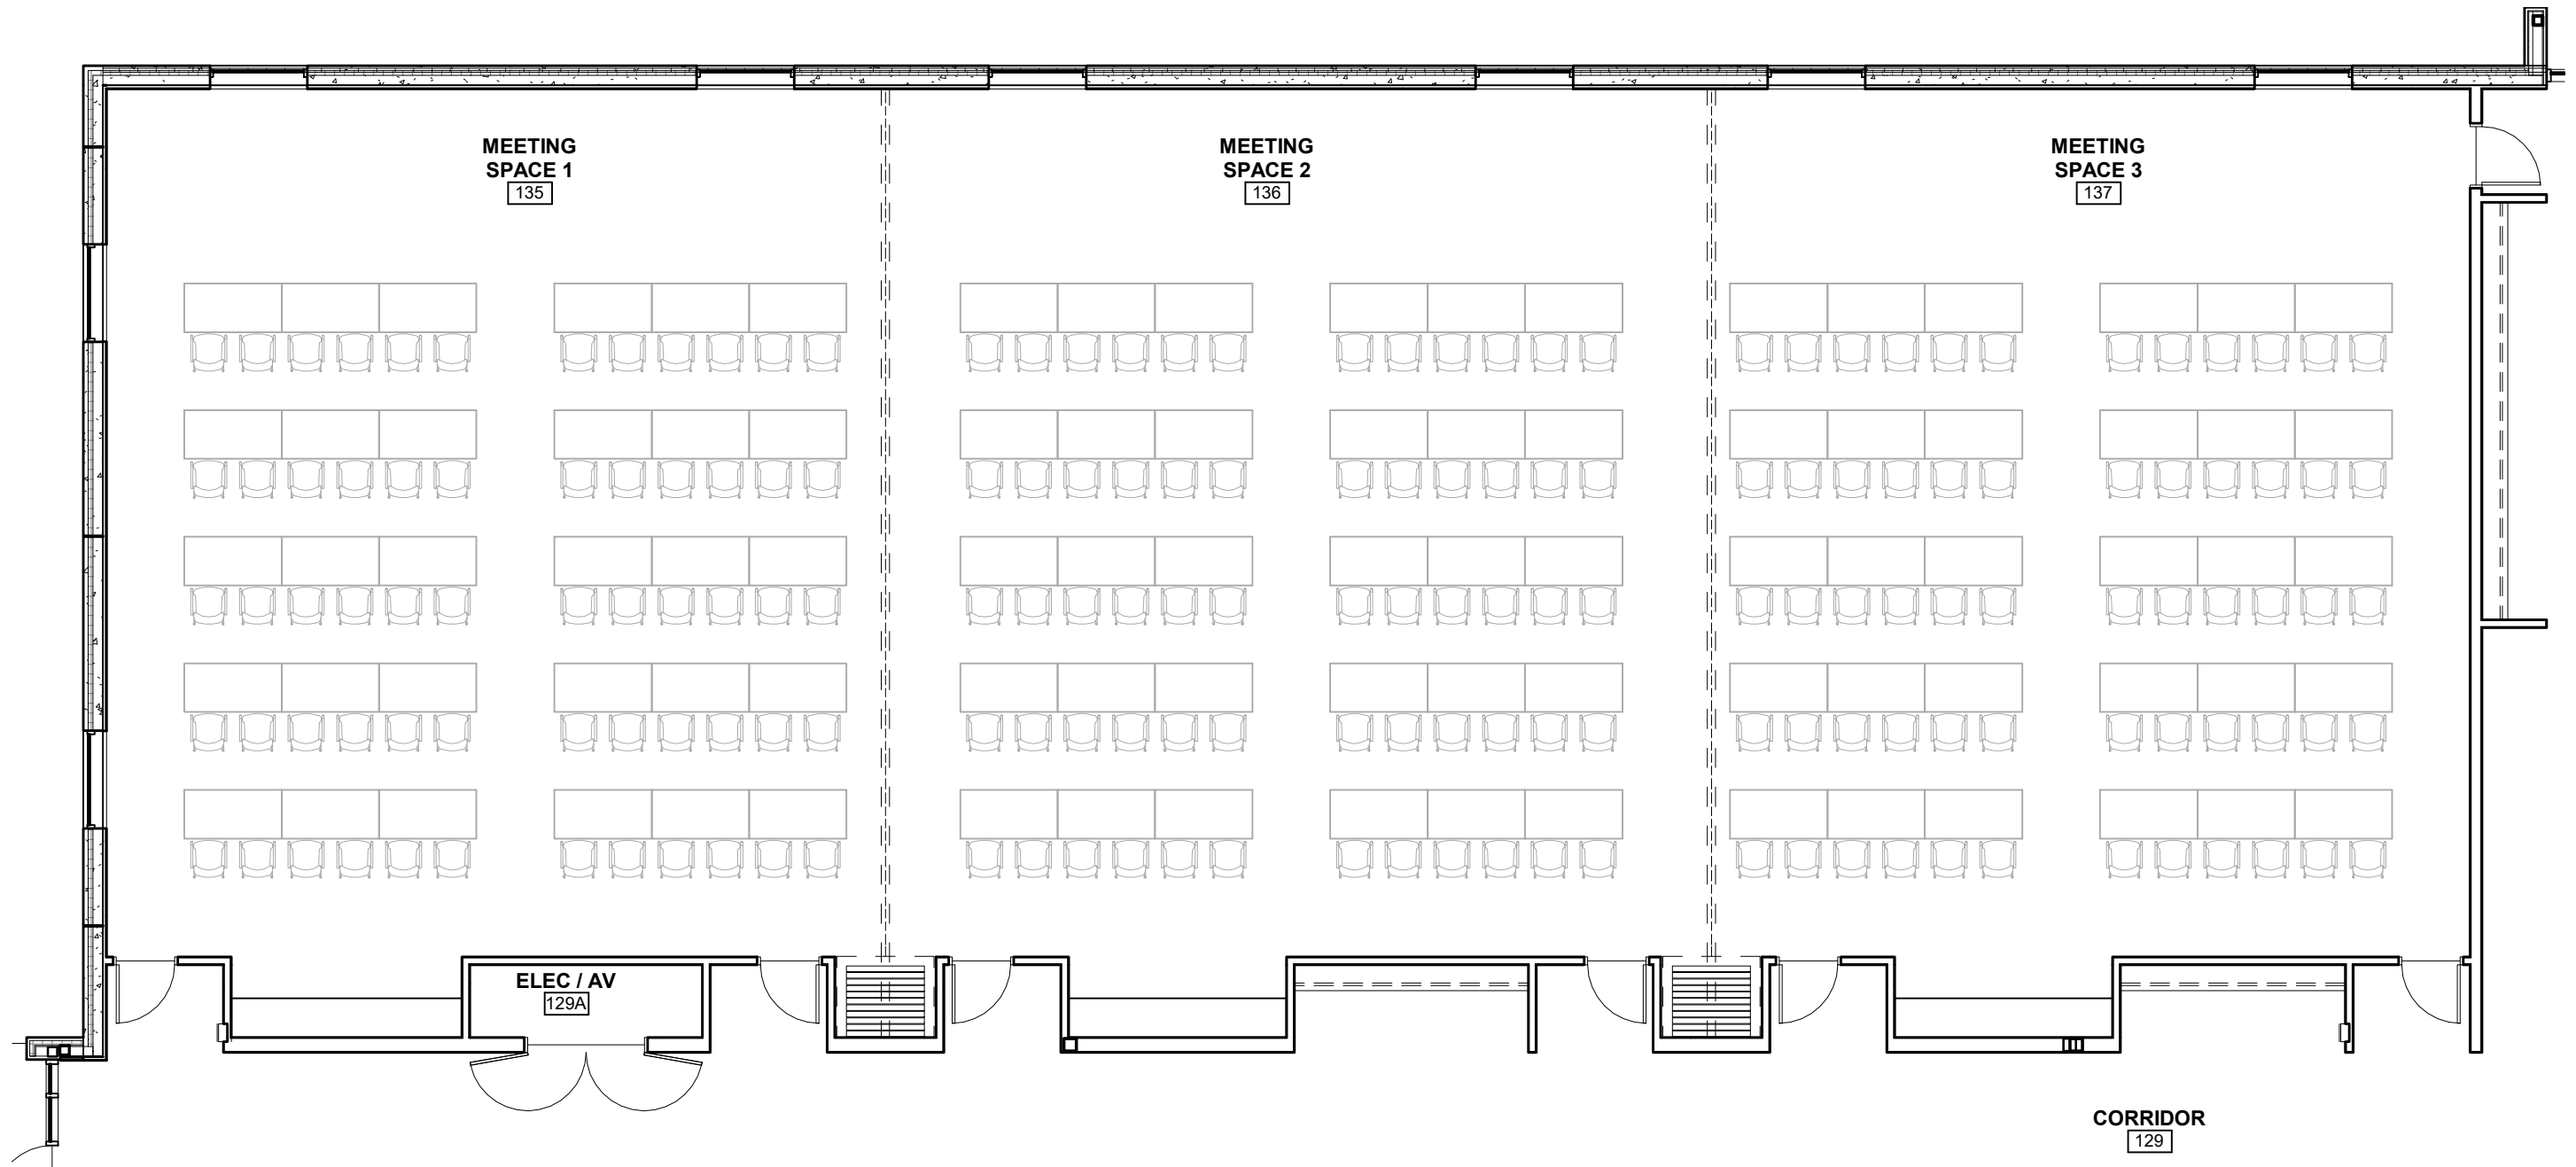 MEETING
SPACE 1
135
MEETING
SPACE 2
136
MEETING
SPACE 3
137
ELEC / AV
129A
CORRIDOR
129